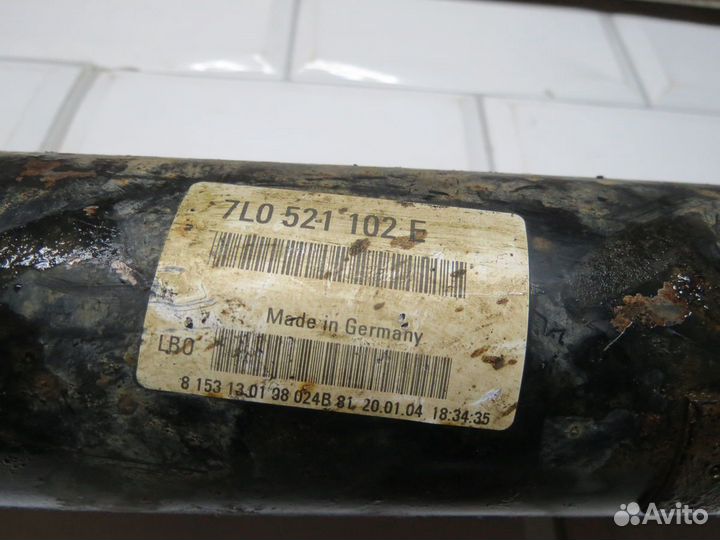 7L0 521 102 E
Made in Germany
LBO
8 153 13 01 98 024B 81 20.01.04 18:34:35
Avito